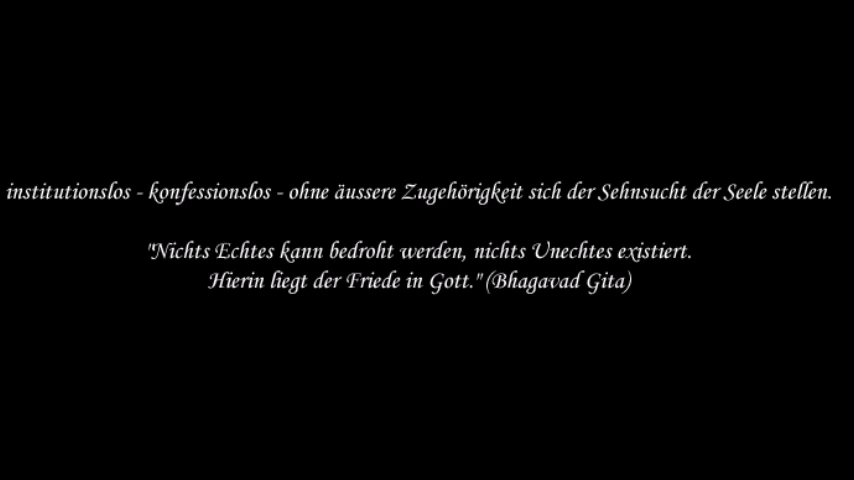 institutionslos - konfessionslos - ohne äussere Zugehörigkeit sich der Sehnsucht der Seele stellen.
"Nichts Echtes kann bedroht werden, nichts Unechtes existiert.
Hierin liegt der Friede in Gott." (Bhagavad Gita)